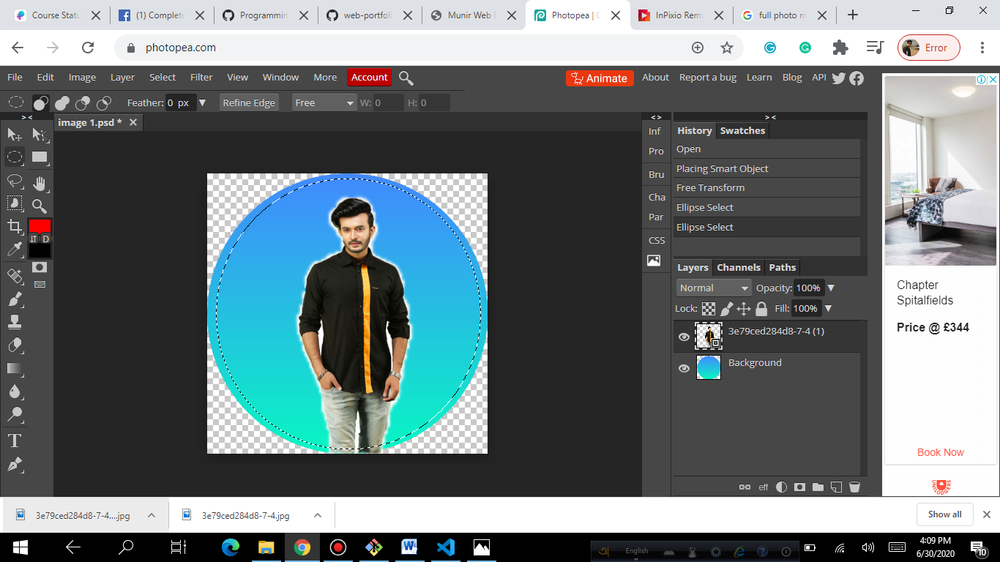 Course Statu
(1) Complete
Programmin
web-portfoli
Munir Web D
Photopea | O
InPixio Rem
full photo m
photopea.com
Error
File Edit Image Layer Select Filter View Window More Account
Animate
About Report a bug Learn Blog API
Feather: 0 px
Refine Edge
Free
W: 0 H: 0
> <
image 1.psd *
< >
> <
Inf
Pro
Bru
Cha
Par
CSS
History Swatches
Open
Placing Smart Object
Free Transform
Ellipse Select
Ellipse Select
Layers Channels Paths
Normal Opacity: 100%
Lock: Fill: 100%
3e79ced284d8-7-4 (1)
Background
eff
D
T
Chapter
Spitalfields
Price @ £344
Book Now
3e79ced284d8-7-4....jpg
3e79ced284d8-7-4.jpg
Show all
English
4:09 PM
6/30/2020
10